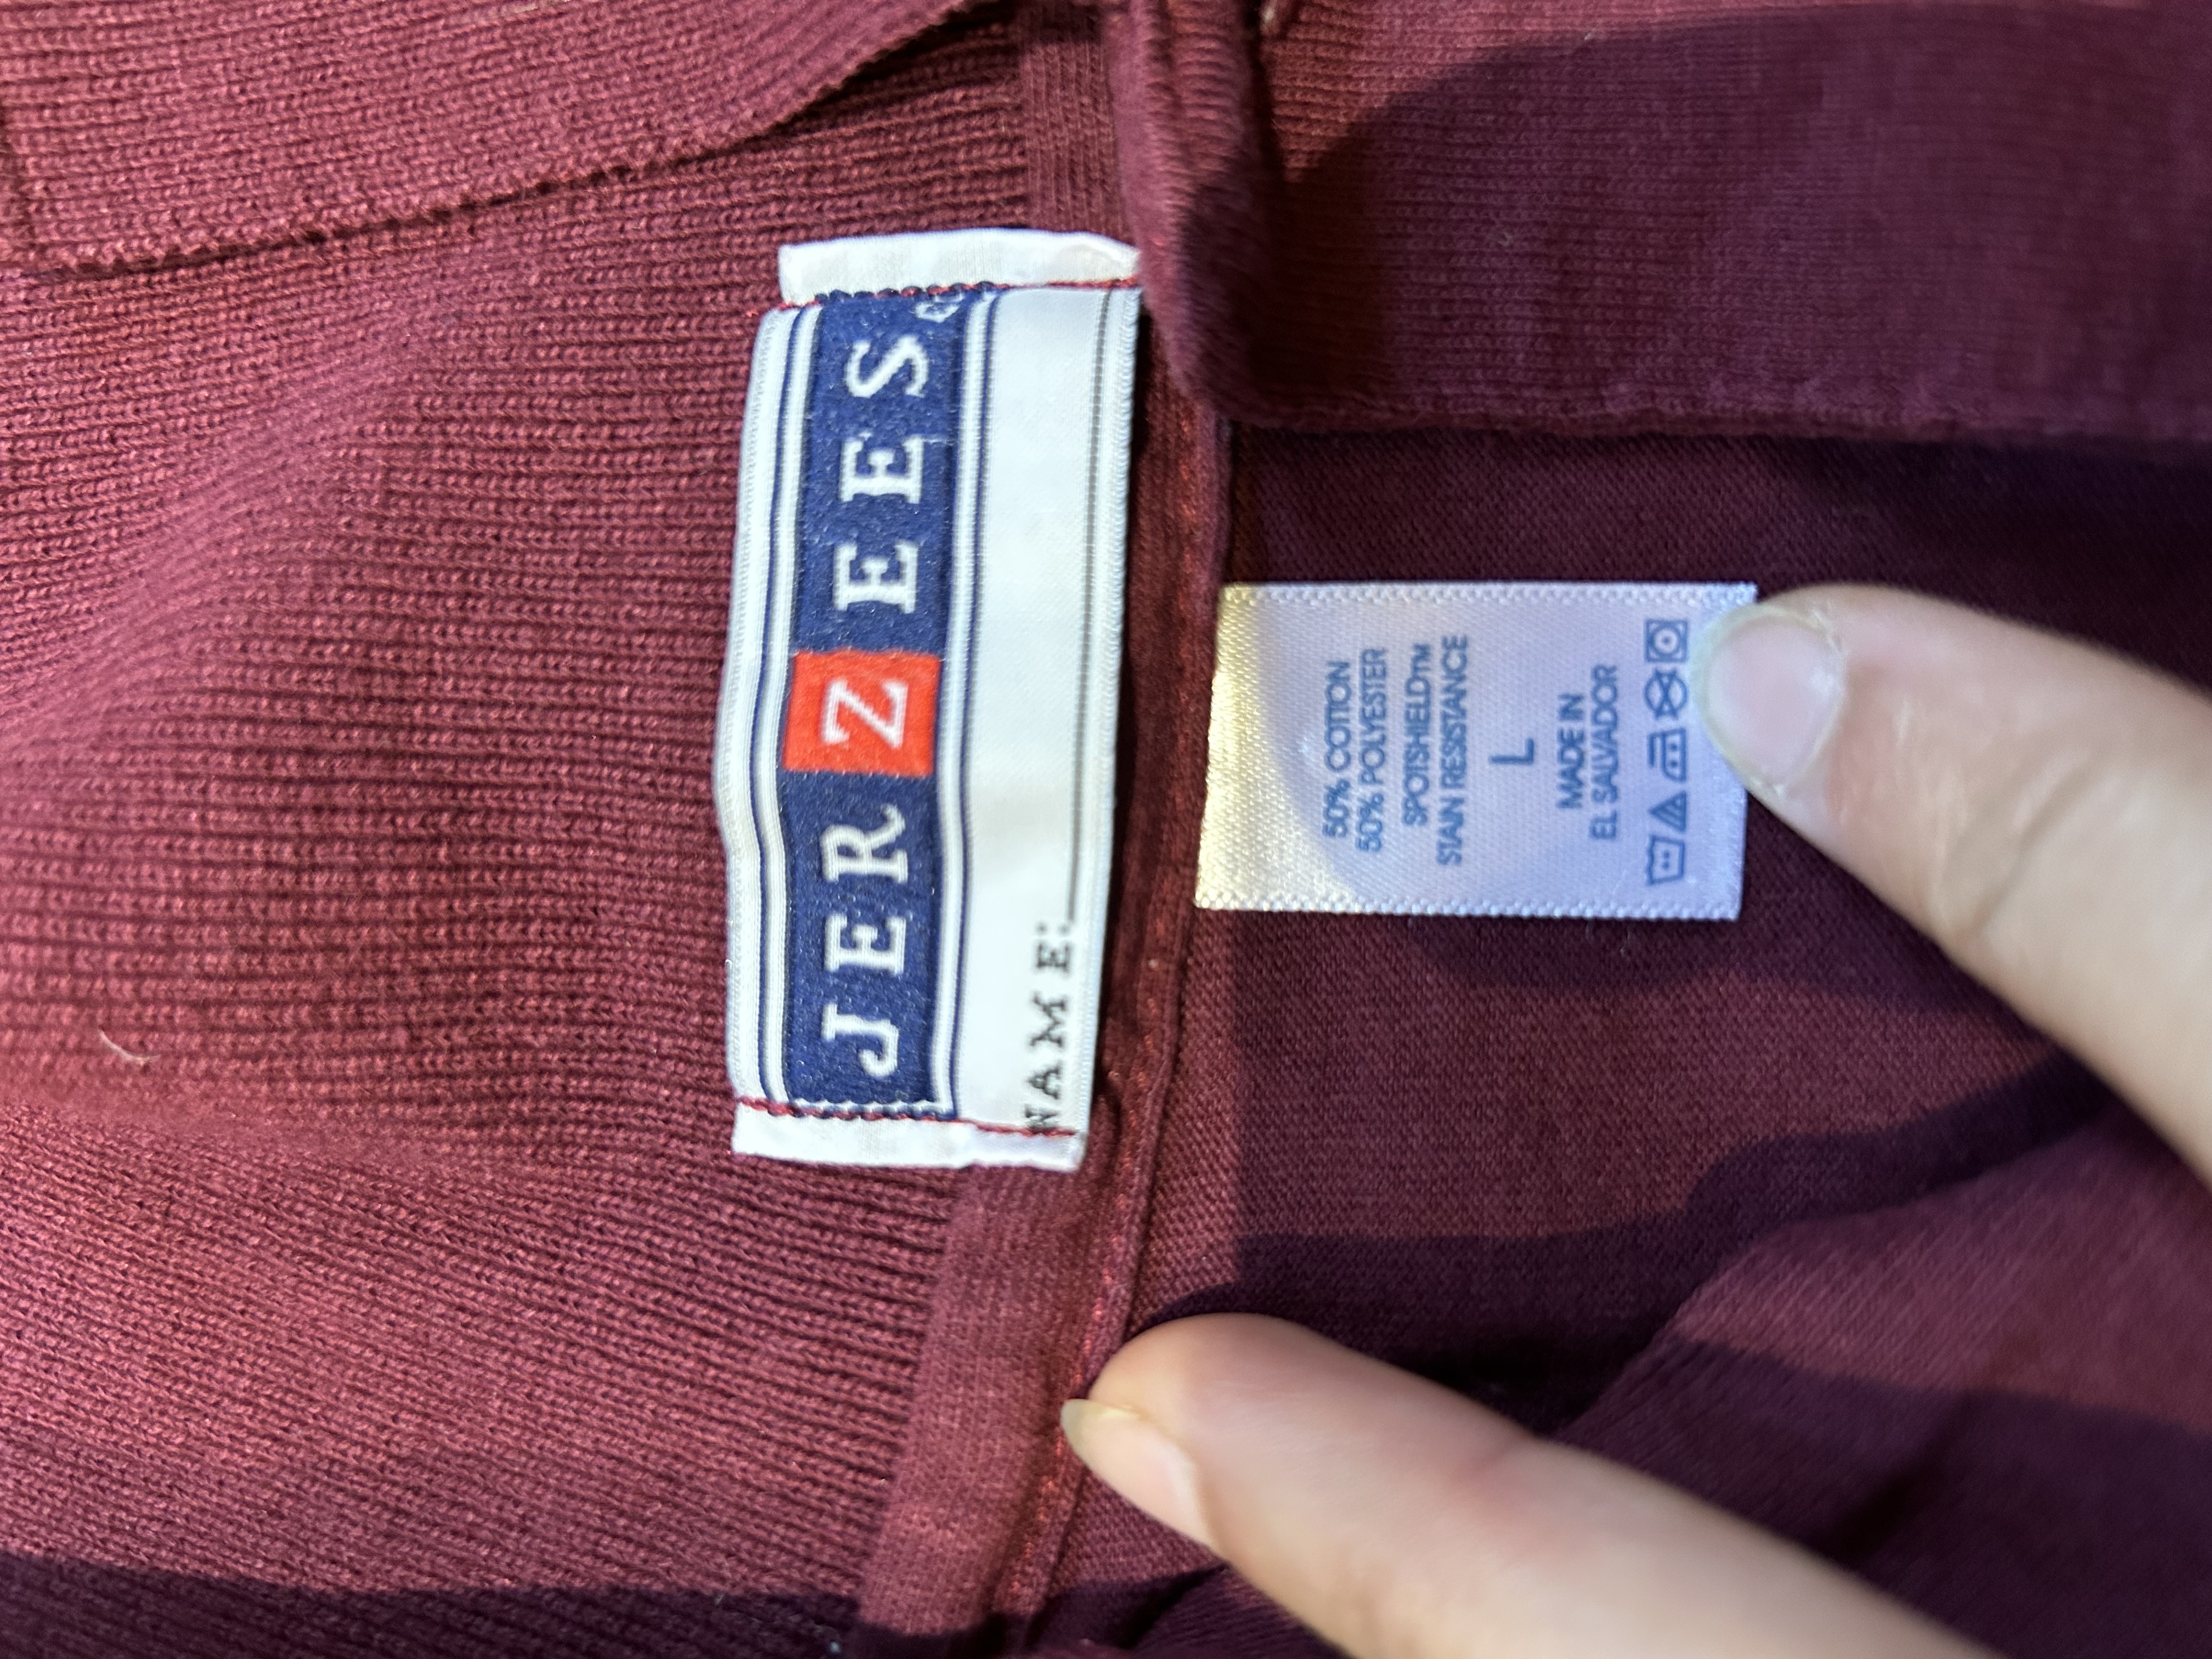 JERZEES
NAME:
50% COTTON
50% POLYESTER
SPOTSHIELD™
STAIN RESISTANCE
L
MADE IN
EL SALVADOR